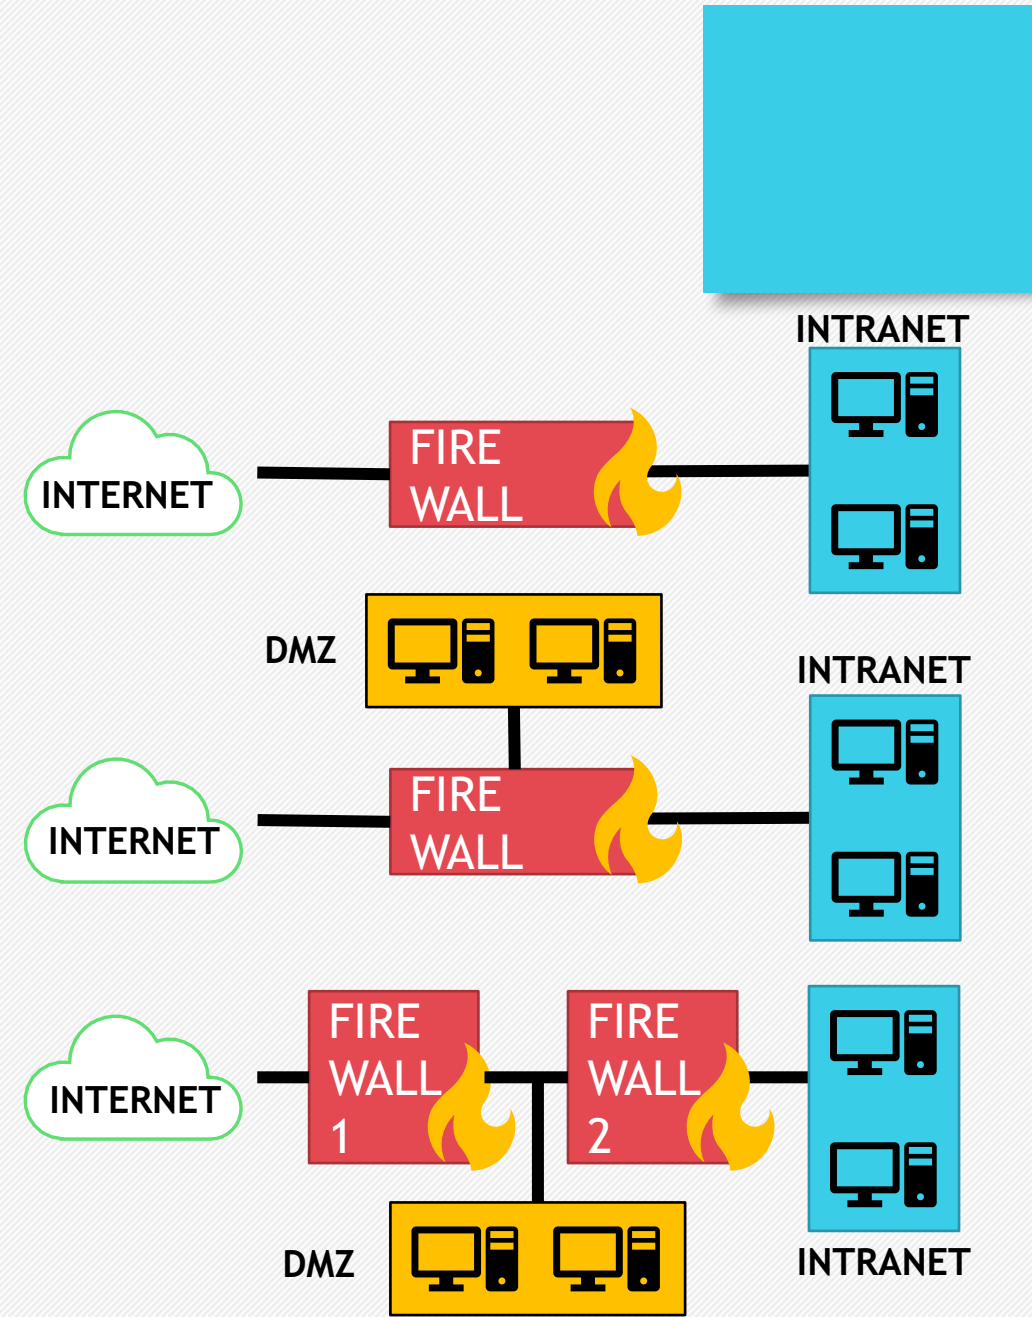 INTRANET
INTERNET
FIRE
WALL
DMZ
INTRANET
INTERNET
FIRE
WALL
INTERNET
FIRE
WALL
1
FIRE
WALL
2
DMZ
INTRANET